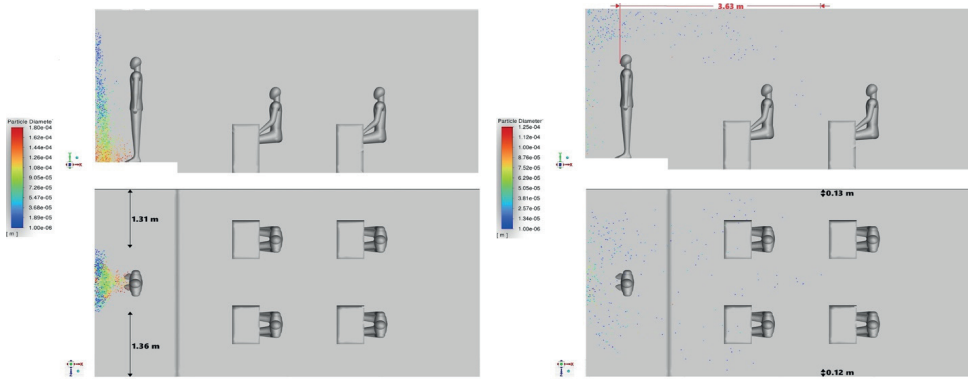 Particle Diameter
1.80e-04
1.62e-04
1.44e-04
1.26e-04
1.08e-04
9.05e-05
7.26e-05
5.47e-05
3.68e-05
1.89e-05
1.00e-06
[ m ]
1.31 m
1.36 m
3.63 m
Particle Diameter
1.25e-04
1.12e-04
1.00e-04
8.76e-05
7.52e-05
6.29e-05
5.05e-05
3.81e-05
2.57e-05
1.34e-05
1.00e-06
[ m ]
0.13 m
0.12 m